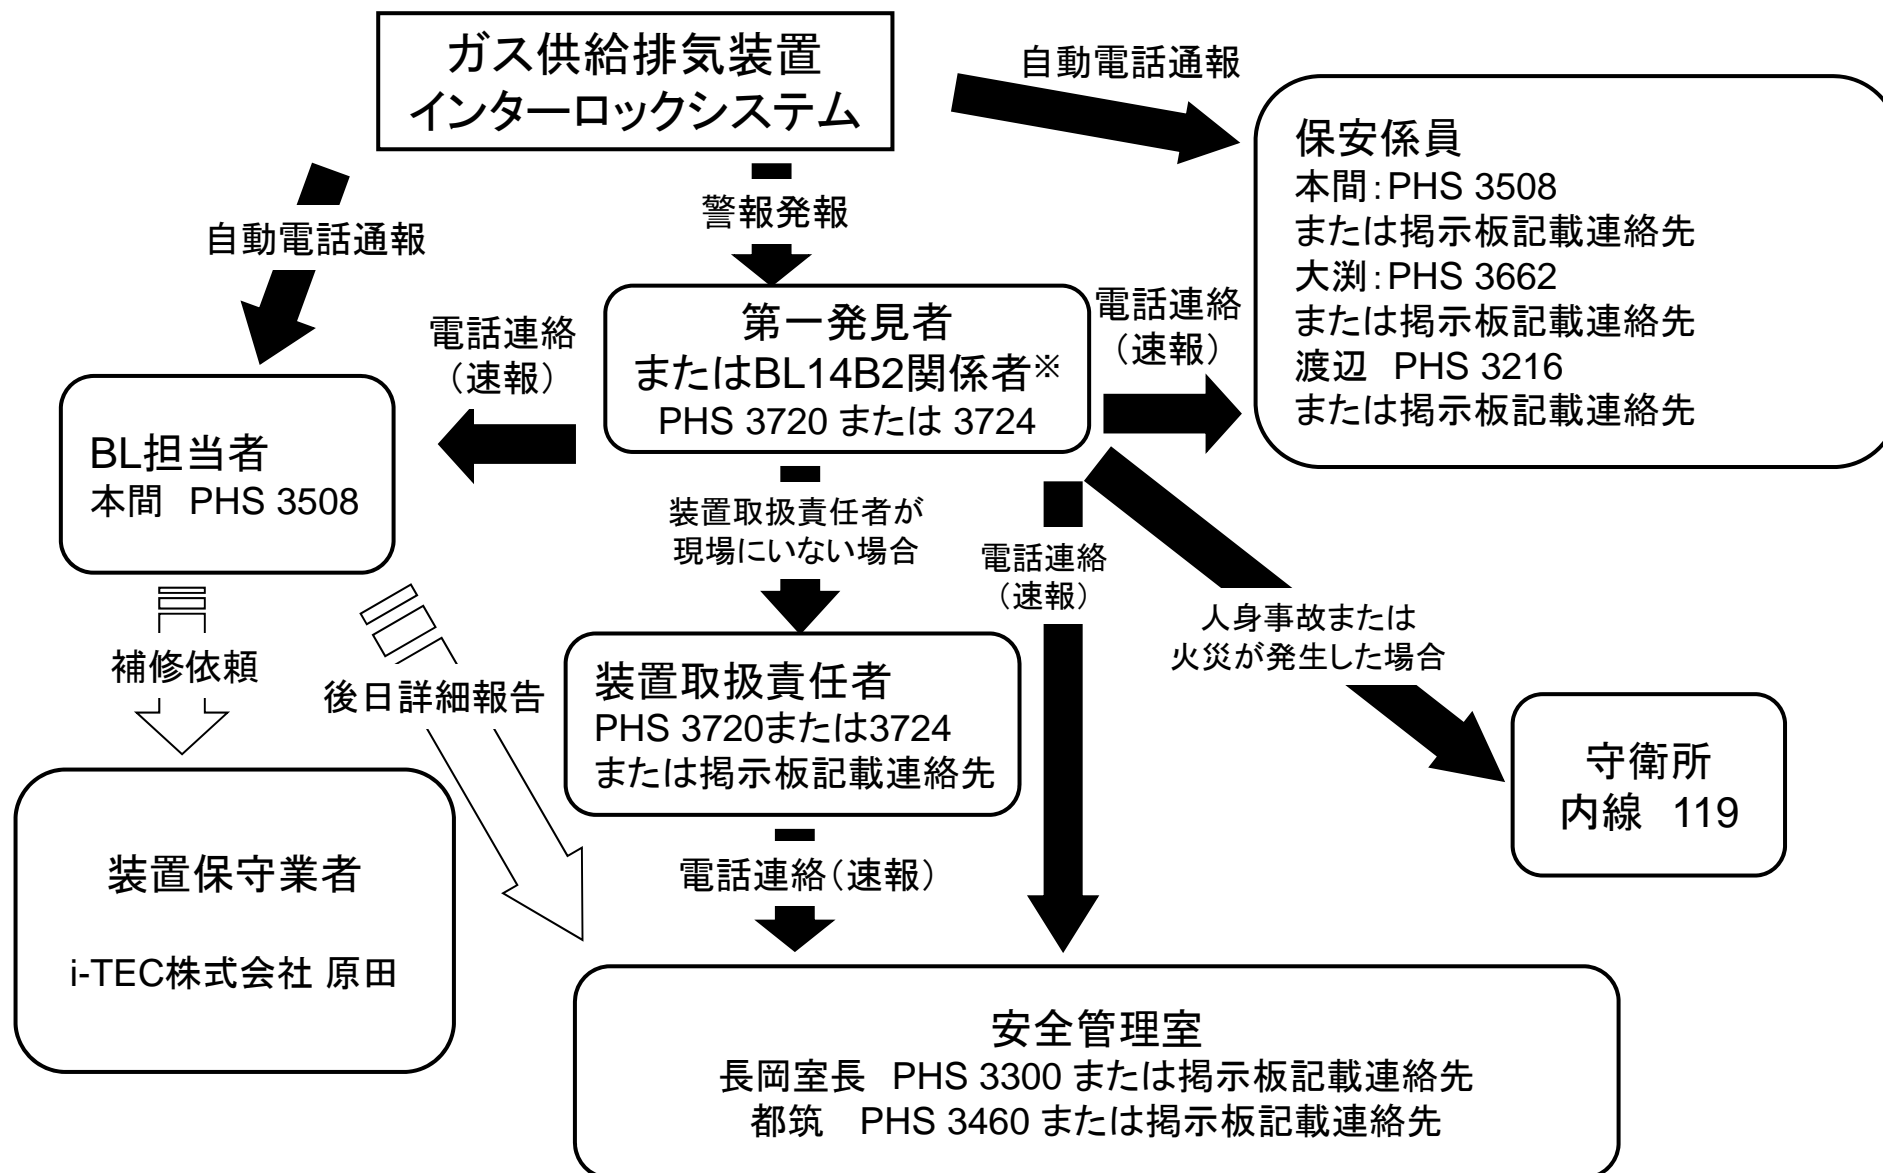 ガス供給排気装置
インターロックシステム
自動電話通報
保安係員
本間：PHS 3508
または掲示板記載連絡先
大渕：PHS 3662
または掲示板記載連絡先
渡辺　PHS 3216
または掲示板記載連絡先
警報発報
自動電話通報
第一発見者
またはBL14B2関係者※
PHS 3720 または 3724
電話連絡
（速報）
電話連絡
（速報）
BL担当者
本間　PHS 3508
装置取扱責任者が
現場にいない場合
電話連絡
（速報）
人身事故または
火災が発生した場合
補修依頼
後日詳細報告
装置取扱責任者
PHS 3720または3724
または掲示板記載連絡先
守衛所
内線　119
装置保守業者
i-TEC株式会社 原田
電話連絡（速報）
安全管理室
長岡室長　PHS 3300 または掲示板記載連絡先
都筑　PHS 3460 または掲示板記載連絡先